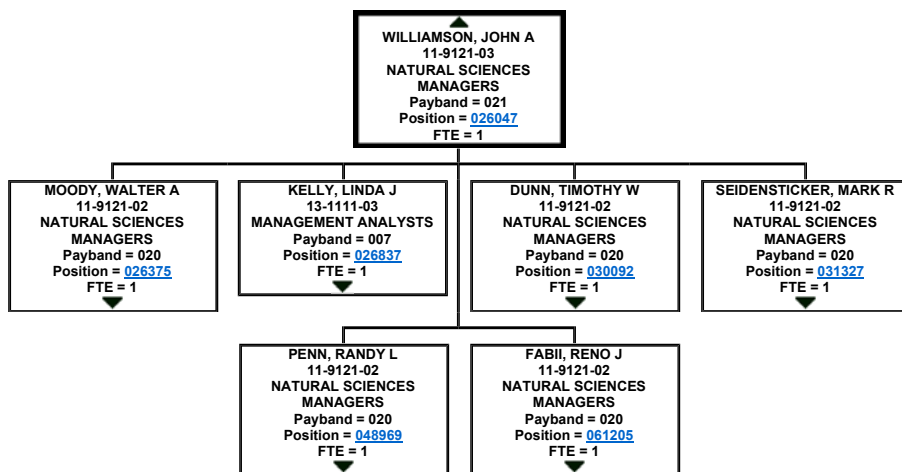 WILLIAMSON, JOHN A
11-9121-03
NATURAL SCIENCES
MANAGERS
Payband = 021
Position = 026047
FTE = 1
MOODY, WALTER A
11-9121-02
NATURAL SCIENCES
MANAGERS
Payband = 020
Position = 026375
FTE = 1
KELLY, LINDA J
13-1111-03
MANAGEMENT ANALYSTS
Payband = 007
Position = 026837
FTE = 1
DUNN, TIMOTHY W
11-9121-02
NATURAL SCIENCES
MANAGERS
Payband = 020
Position = 030092
FTE = 1
SEIDENSTICKER, MARK R
11-9121-02
NATURAL SCIENCES
MANAGERS
Payband = 020
Position = 031327
FTE = 1
PENN, RANDY L
11-9121-02
NATURAL SCIENCES
MANAGERS
Payband = 020
Position = 048969
FTE = 1
FABII, RENO J
11-9121-02
NATURAL SCIENCES
MANAGERS
Payband = 020
Position = 061205
FTE = 1